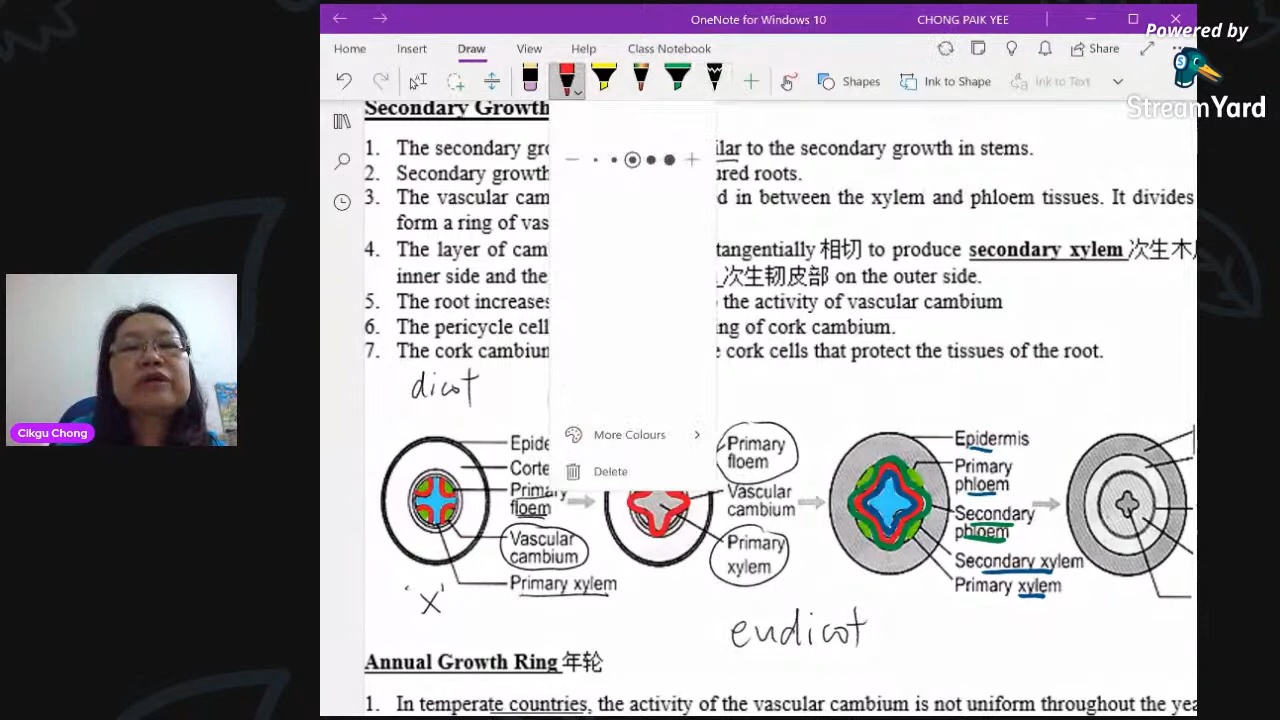 OneNote for Windows 10
CHONG PAIK YEE
Powered by
StreamYard
Home Insert Draw View Help Class Notebook
Share
Shapes Ink to Shape Ink to Text
Secondary Growth
1. The secondary gro ilar to the secondary growth in stems.
2. Secondary growth ured roots.
3. The vascular cam d in between the xylem and phloem tissues. It divides
form a ring of vas
4. The layer of cam tangentially 相切 to produce secondary xylem 次生木
inner side and the 次生韧皮部 on the outer side.
5. The root increases the activity of vascular cambium
6. The pericycle cell ng of cork cambium.
7. The cork cambium cork cells that protect the tissues of the root.
dicot
More Colours
Delete
Epide
Corte
Primary
floem
Vascular
cambium
Primary xylem
'X'
Primary
floem
Vascular
cambium
Primary
xylem
Epidermis
Primary
phloem
Secondary
phloem
Secondary xylem
Primary xylem
eudicot
Cikgu Chong
Annual Growth Ring 年轮
1. In temperate countries, the activity of the vascular cambium is not uniform throughout the yea